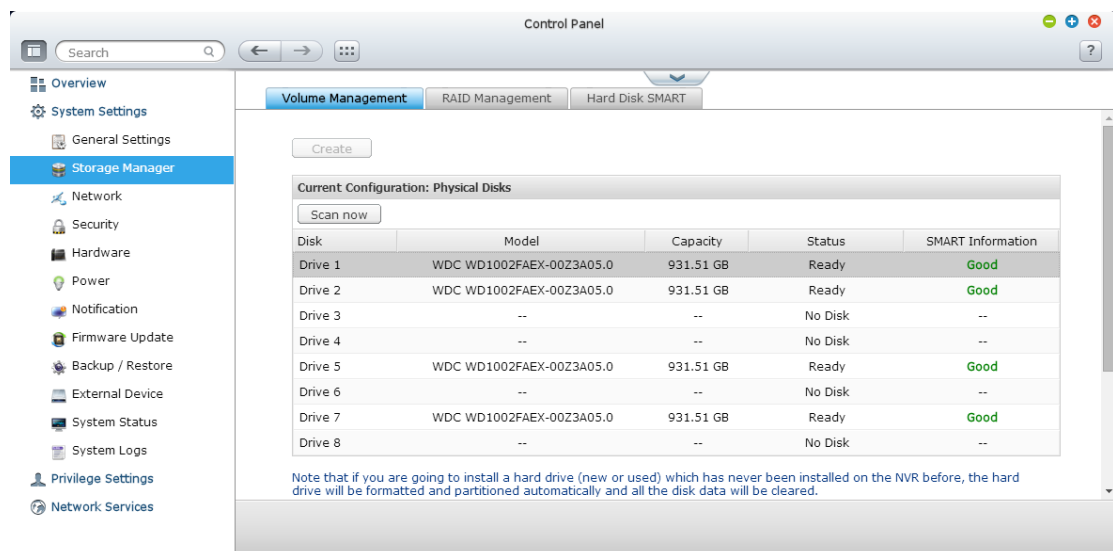 Control Panel
Search
?
Overview
System Settings
General Settings
Storage Manager
Network
Security
Hardware
Power
Notification
Firmware Update
Backup / Restore
External Device
System Status
System Logs
Privilege Settings
Network Services
Volume Management RAID Management Hard Disk SMART
Create
Current Configuration: Physical Disks
Scan now
Disk Model Capacity Status SMART Information
Drive 1 WDC WD1002FAEX-00Z3A05.0 931.51 GB Ready Good
Drive 2 WDC WD1002FAEX-00Z3A05.0 931.51 GB Ready Good
Drive 3 -- -- No Disk --
Drive 4 -- -- No Disk --
Drive 5 WDC WD1002FAEX-00Z3A05.0 931.51 GB Ready Good
Drive 6 -- -- No Disk --
Drive 7 WDC WD1002FAEX-00Z3A05.0 931.51 GB Ready Good
Drive 8 -- -- No Disk --
Note that if you are going to install a hard drive (new or used) which has never been installed on the NVR before, the hard
drive will be formatted and partitioned automatically and all the disk data will be cleared.